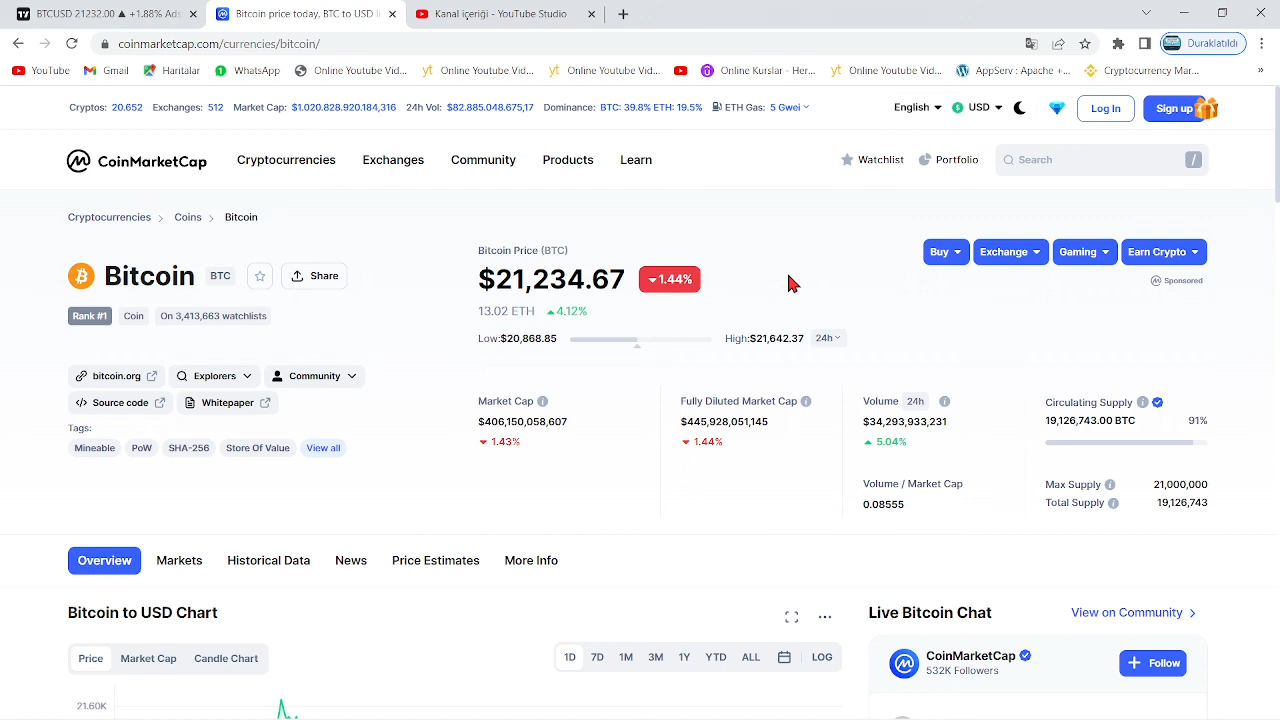 BTCUSD 21232.00 ▲ +1.88% Ads
Bitcoin price today, BTC to USD li
Kanal içeriği - YouTube Studio
coinmarketcap.com/currencies/bitcoin/
Duraklatıldı
YouTube Gmail Haritalar WhatsApp Online Youtube Vid... Online Youtube Vid... Online Youtube Vid... Online Kurslar - Her... Online Youtube Vid... AppServ : Apache +... Cryptocurrency Mar... »
Cryptos: 20.652 Exchanges: 512 Market Cap: $1.020.828.920.184,316 24h Vol: $82.885.048.675,17 Dominance: BTC: 39.8% ETH: 19.5% ETH Gas: 5 Gwei
English USD Log In Sign up
CoinMarketCap Cryptocurrencies Exchanges Community Products Learn Watchlist Portfolio Search /
Cryptocurrencies > Coins > Bitcoin
Bitcoin BTC Share
Rank #1 Coin On 3,413,663 watchlists
bitcoin.org Explorers Community
Source code Whitepaper
Tags:
Mineable PoW SHA-256 Store Of Value View all
Bitcoin Price (BTC)
$21,234.67 1.44%
13.02 ETH 4.12%
Low:$20,868.85 High:$21,642.37 24h
Buy Exchange Gaming Earn Crypto
Sponsored
Market Cap
$406,150,058,607
1.43%
Fully Diluted Market Cap
$445,928,051,145
1.44%
Volume 24h
$34,293,933,231
5.04%
Volume / Market Cap
0.08555
Circulating Supply
19,126,743.00 BTC 91%
Max Supply 21,000,000
Total Supply 19,126,743
Overview Markets Historical Data News Price Estimates More Info
Bitcoin to USD Chart
Price Market Cap Candle Chart 1D 7D 1M 3M 1Y YTD ALL LOG
21.60K
Live Bitcoin Chat View on Community >
CoinMarketCap
532K Followers
+ Follow